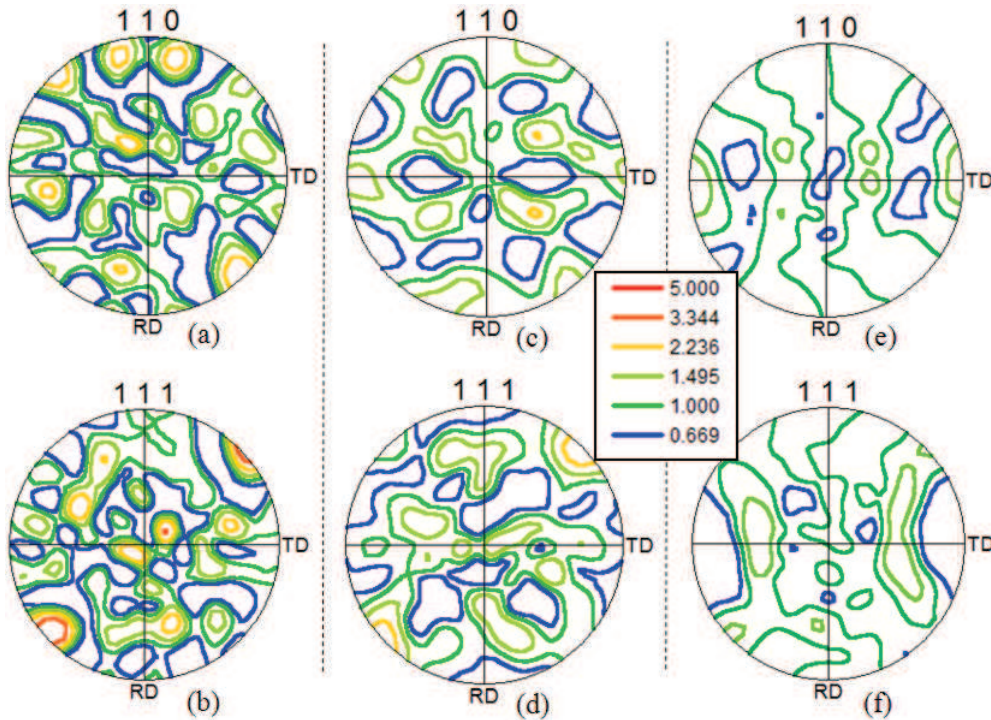 1 1 0
TD
RD
(a)
1 1 0
TD
RD
(c)
1 1 0
TD
RD
(e)
5.000
3.344
2.236
1.495
1.000
0.669
1 1 1
TD
RD
(b)
1 1 1
TD
RD
(d)
1 1 1
TD
RD
(f)